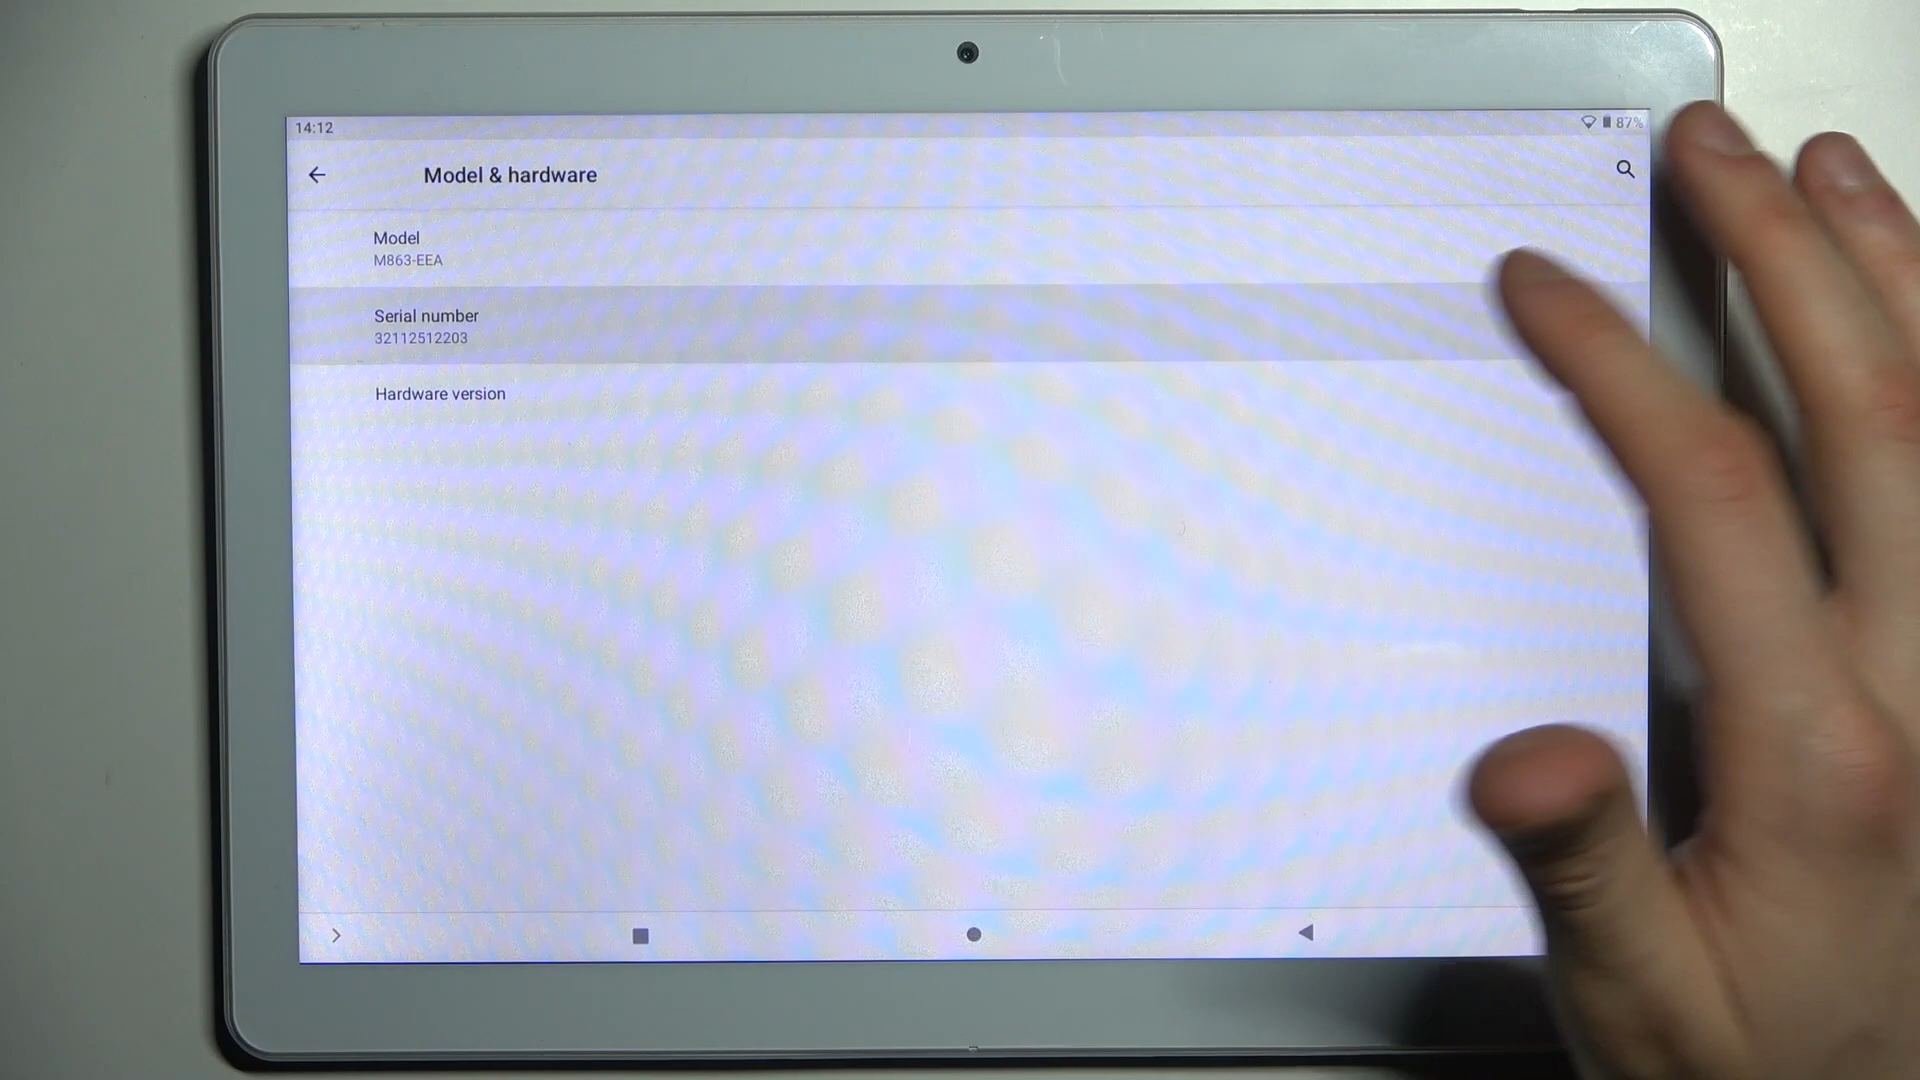 14:12
87%
Model & hardware
Model
M863-EEA
Serial number
32112512203
Hardware version